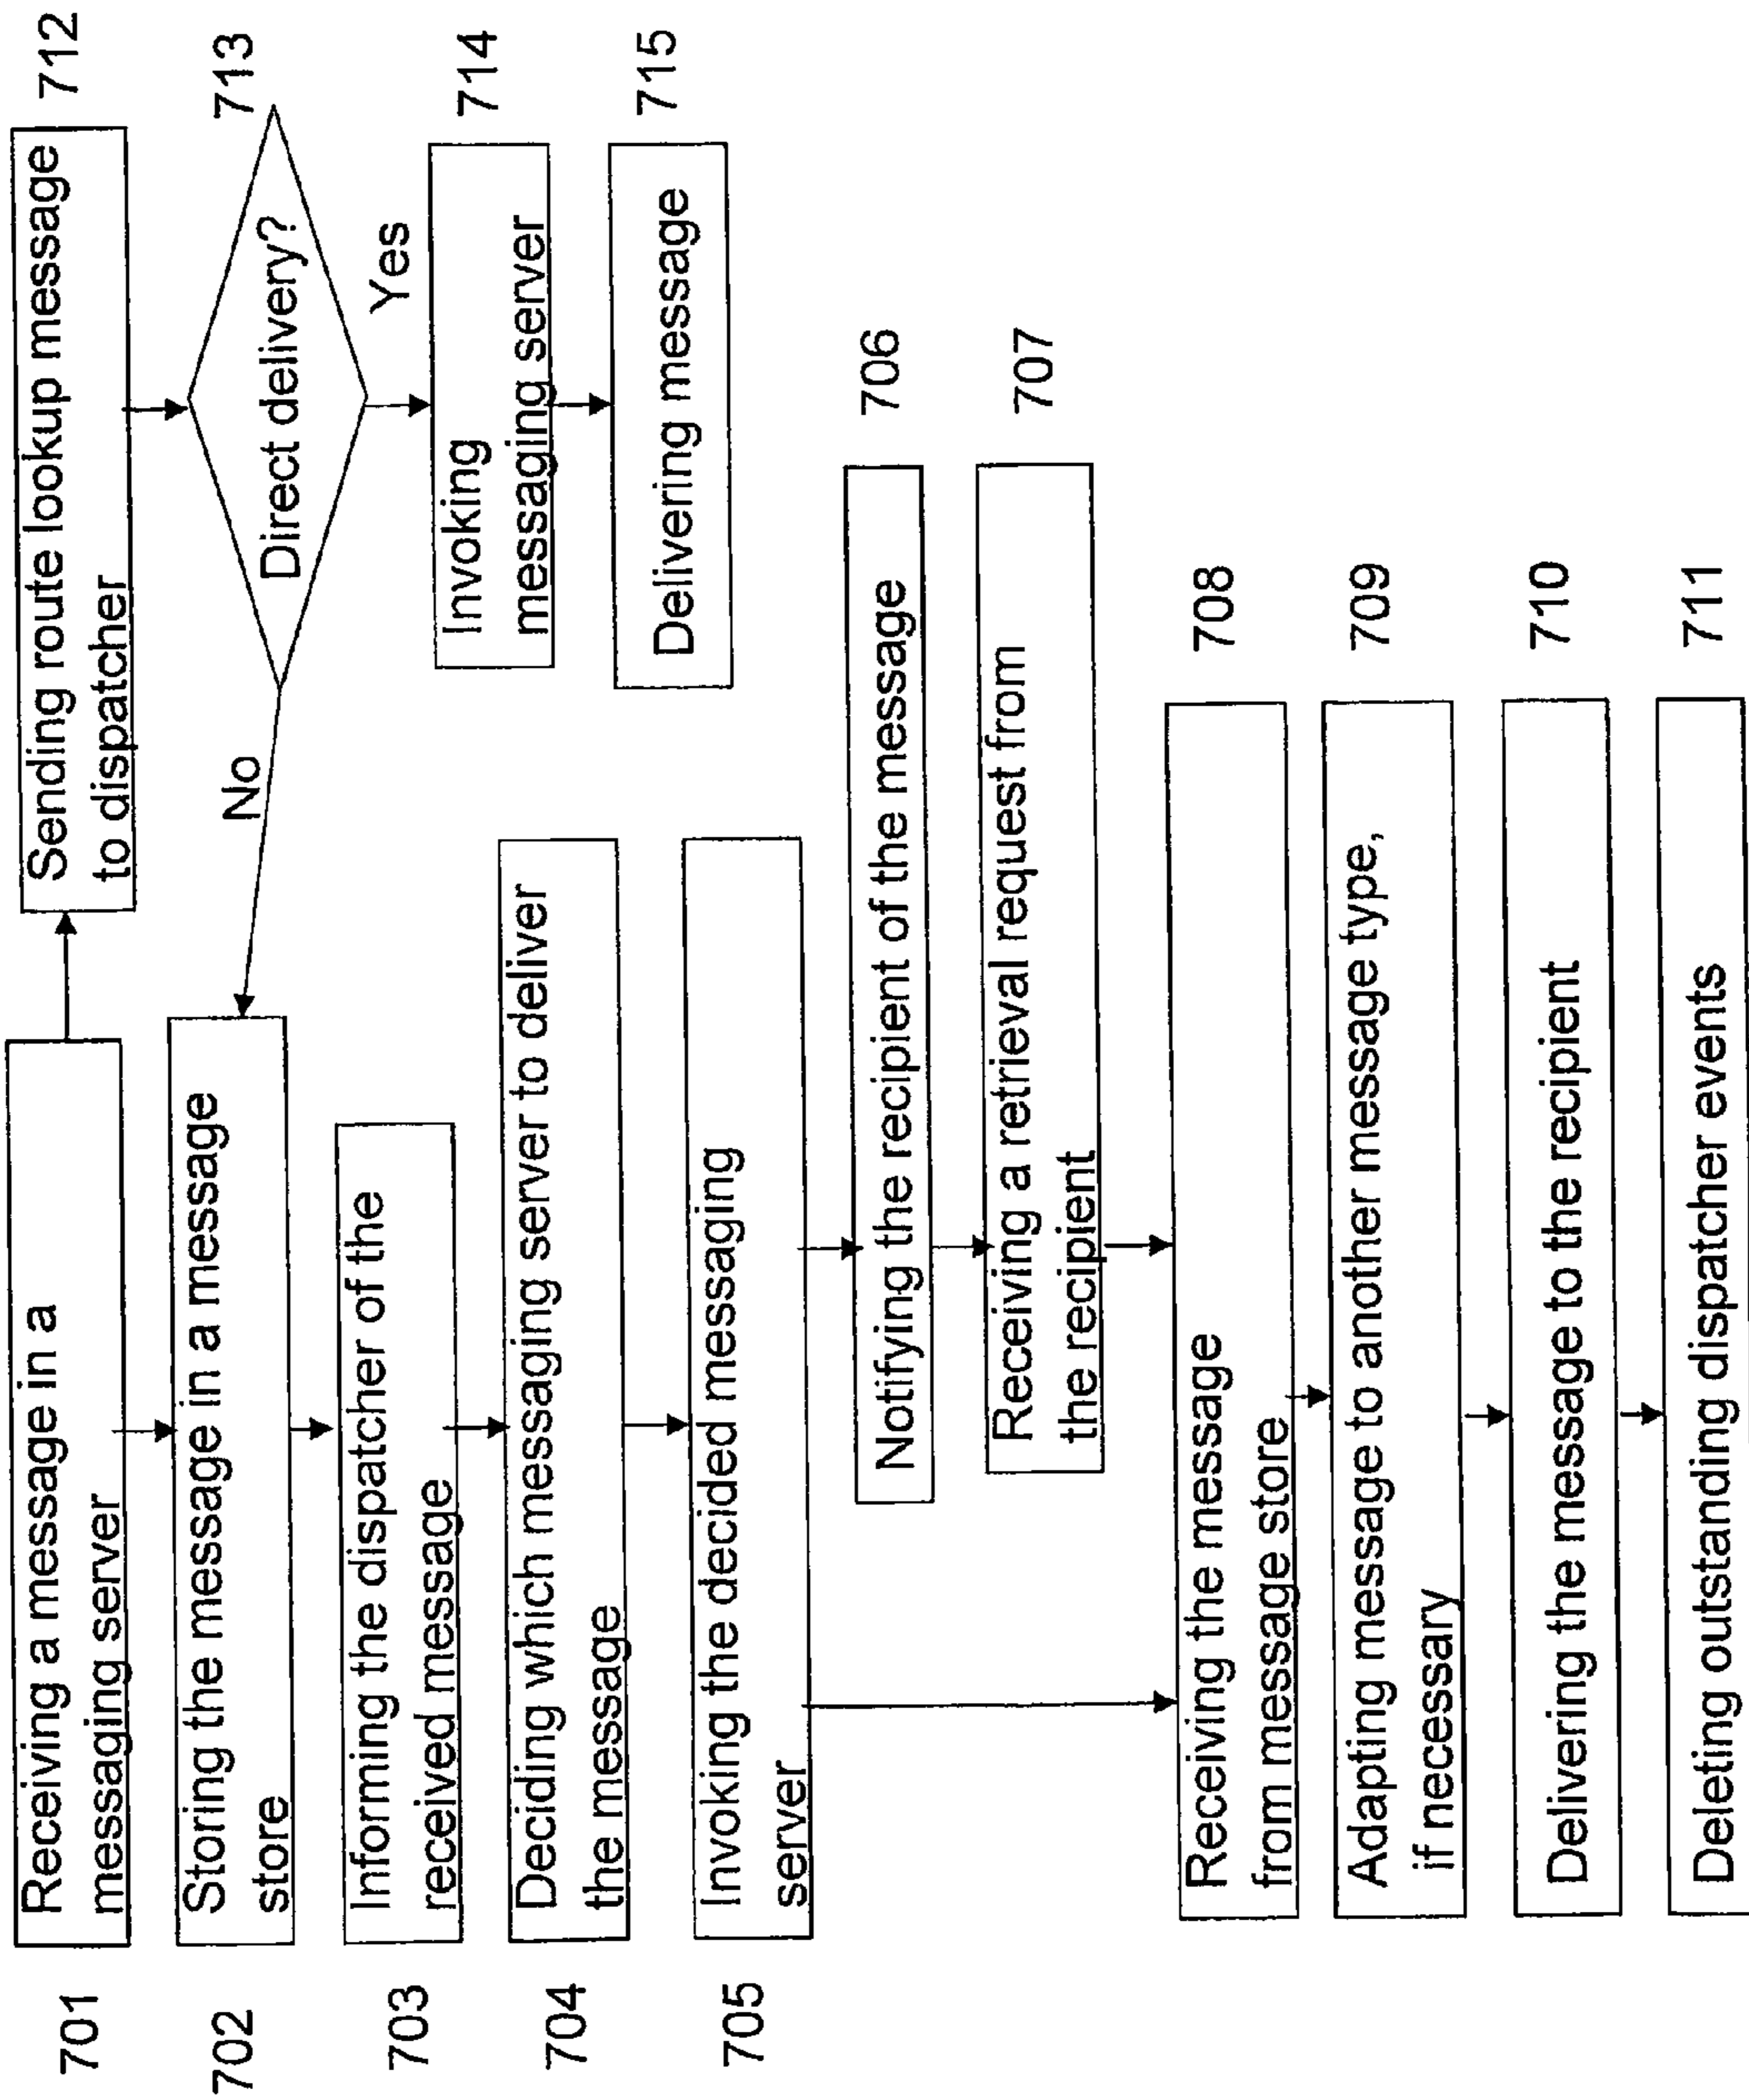 701
Receiving a message in a
messaging server
702
Storing the message in a message
store
703
Informing the dispatcher of the
received message
704
Deciding which messaging server to deliver
the message
705
Invoking the decided messaging
server
Notifying the recipient of the message
706
Receiving a retrieval request from
the recipient
707
Receiving the message
from message store
708
Adapting message to another message type,
if necessary
709
Delivering the message to the recipient
710
Deleting outstanding dispatcher events
711
Sending route lookup message
to dispatcher
712
Direct delivery?
713
No
Yes
Invoking
messaging server
714
Delivering message
715